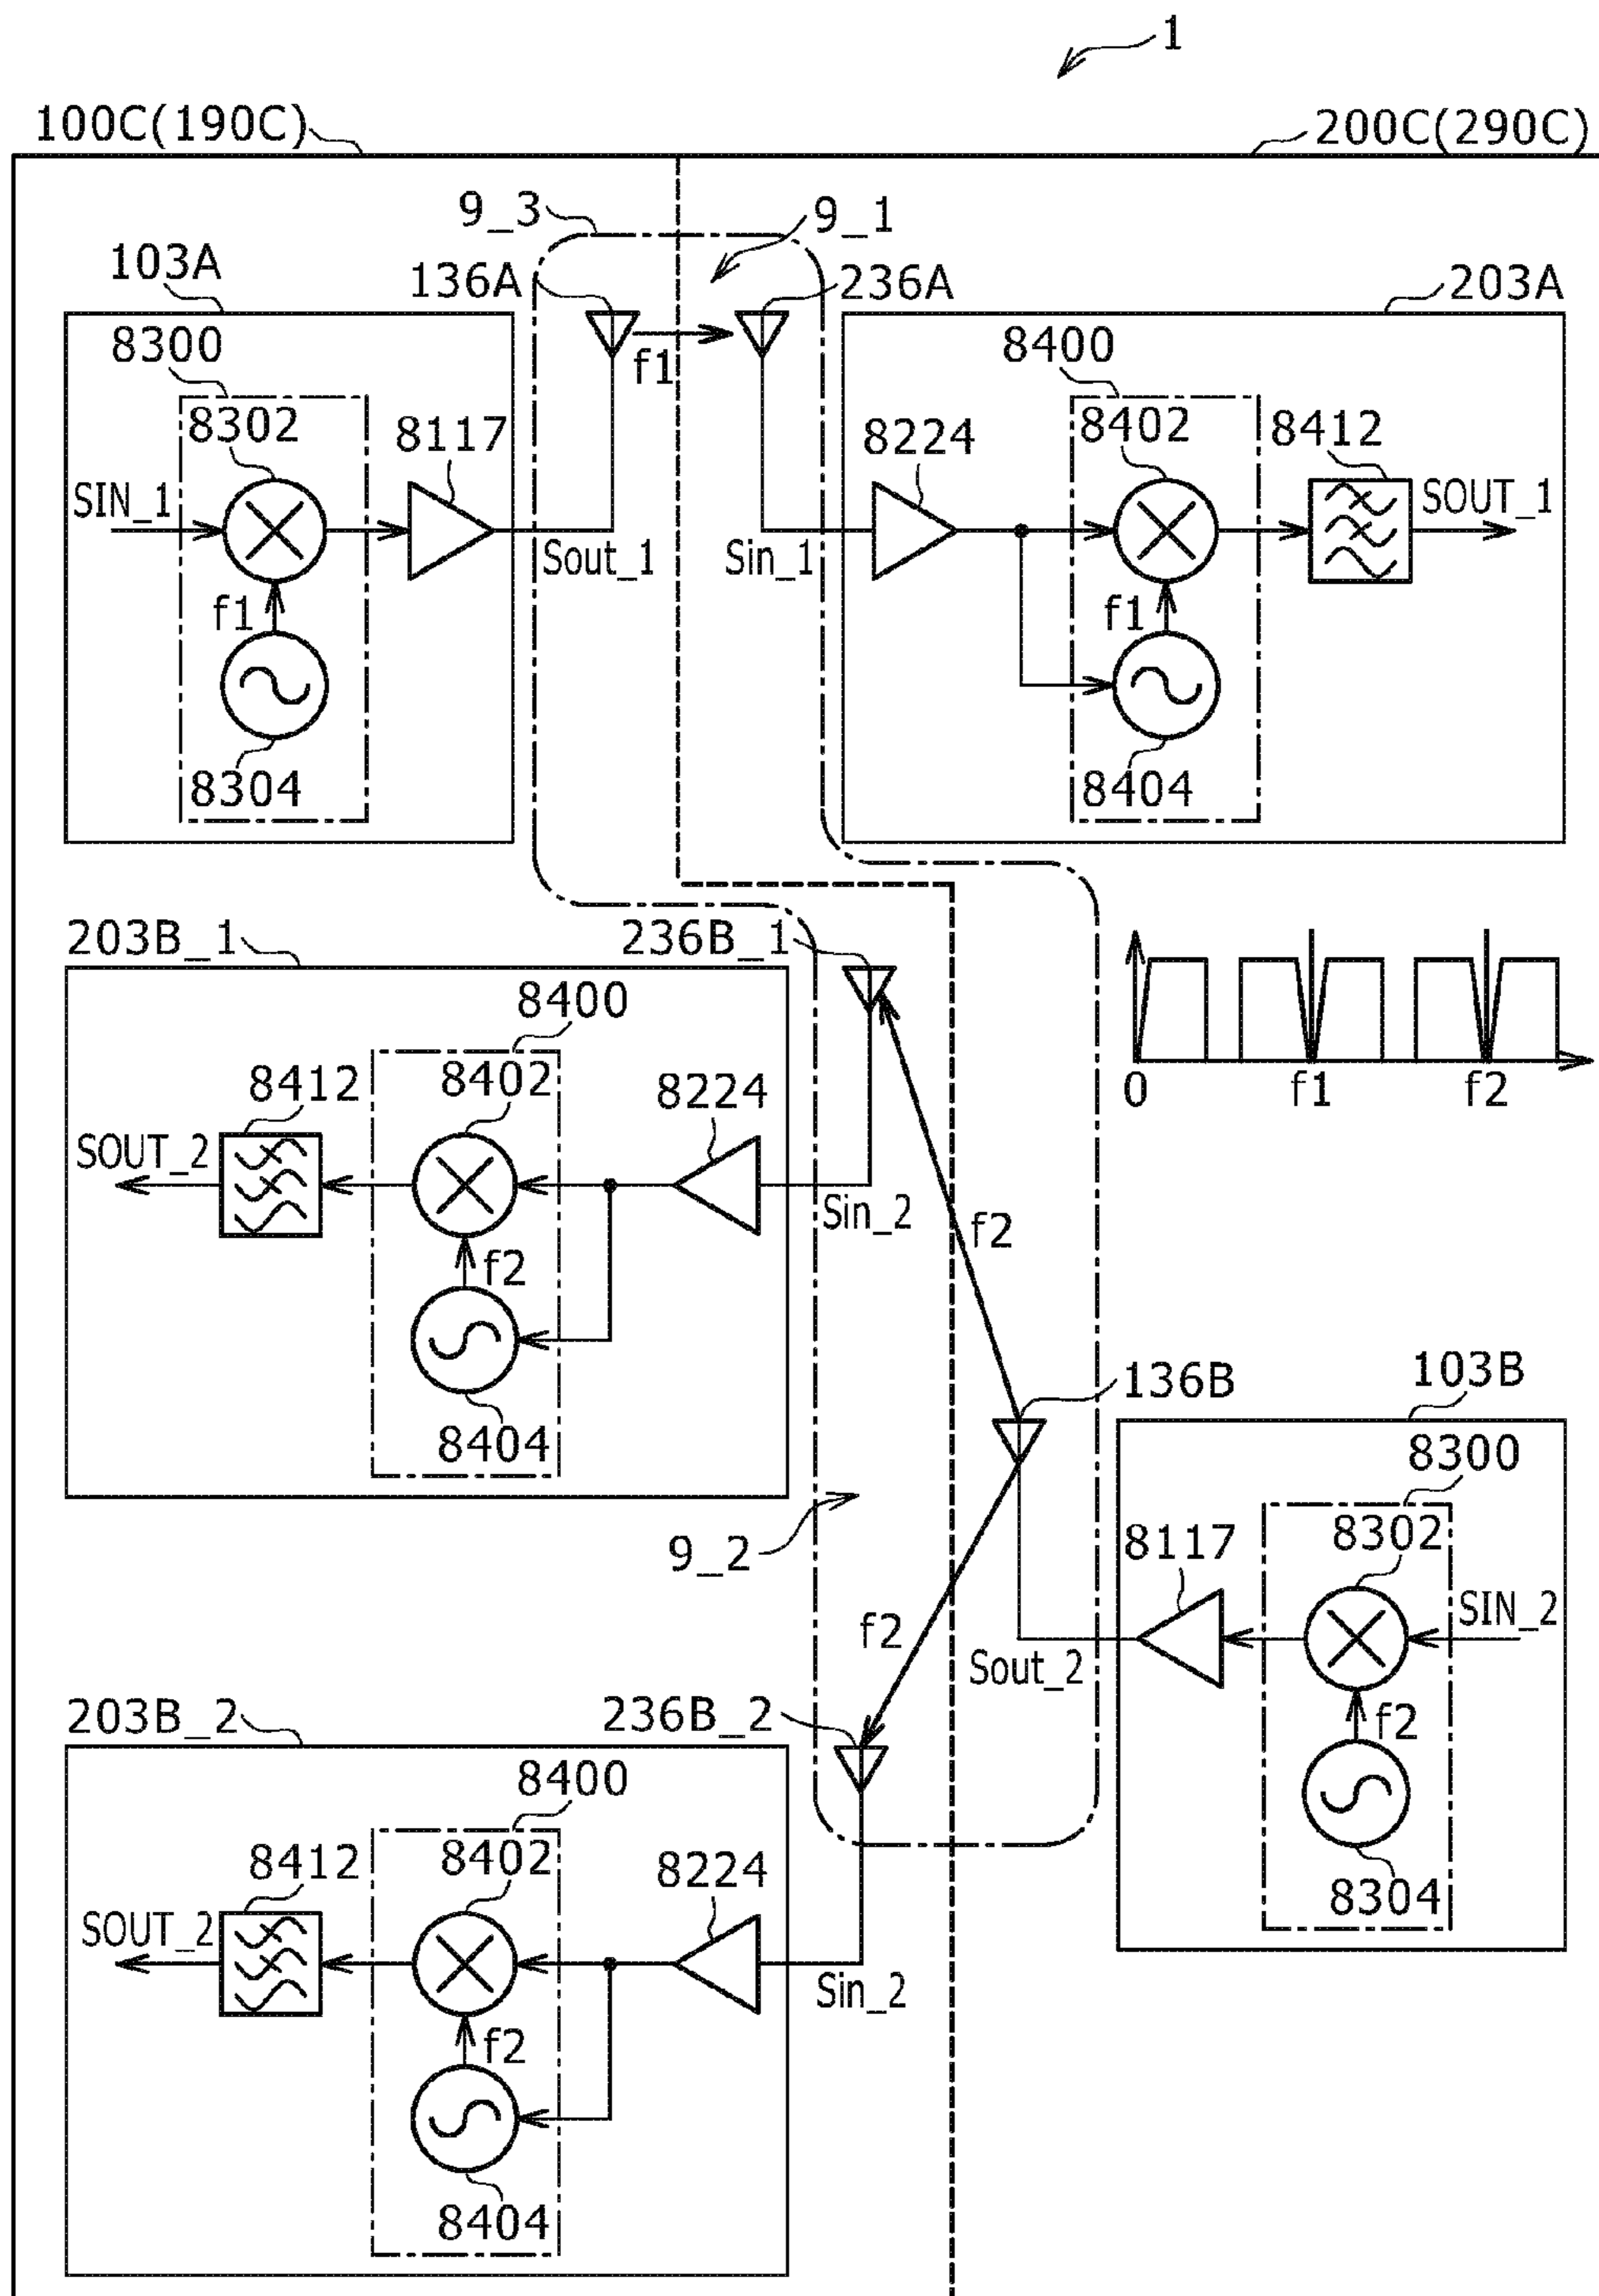 1
100C(190C)
200C(290C)
9_3
9_1
103A
136A
236A
203A
8300
f1
8400
8302
8117
8224
8402
8412
SIN_1
Sout_1
Sin_1
SOUT_1
f1
f1
8304
8404
203B_1
236B_1
8400
8412
8402
8224
0
f1
f2
SOUT_2
Sin_2
f2
f2
136B
103B
8404
8300
8117
8302
9_2
SIN_2
f2
Sout_2
203B_2
236B_2
f2
8400
8412
8402
8224
8304
SOUT_2
Sin_2
f2
8404